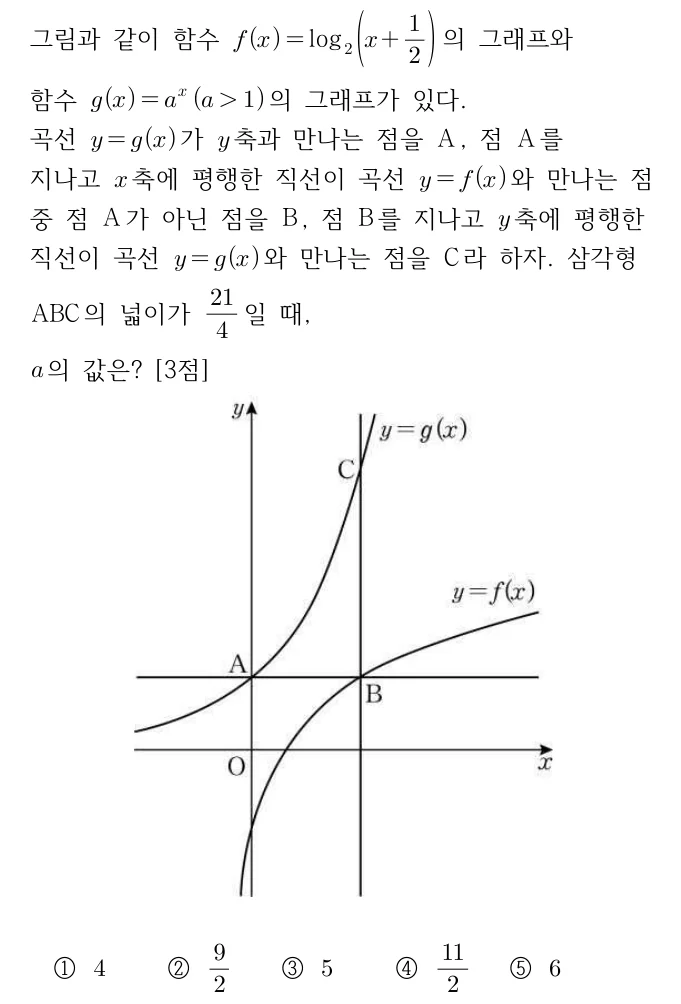 그림과 같이 함수 f(x)=log₂(x+1/2)의 그래프와
함수 g(x)=aˣ (a>1)의 그래프가 있다.
곡선 y=g(x)가 y축과 만나는 점을 A, 점 A를
지나고 x축에 평행한 직선이 곡선 y=f(x)와 만나는 점
중 점 A가 아닌 점을 B, 점 B를 지나고 y축에 평행한
직선이 곡선 y=g(x)와 만나는 점을 C라 하자. 삼각형
ABC의 넓이가 21/4일 때,
a의 값은? [3점]
y
y=g(x)
C
y=f(x)
A
B
O
x
① 4 ② 9/2 ③ 5 ④ 11/2 ⑤ 6